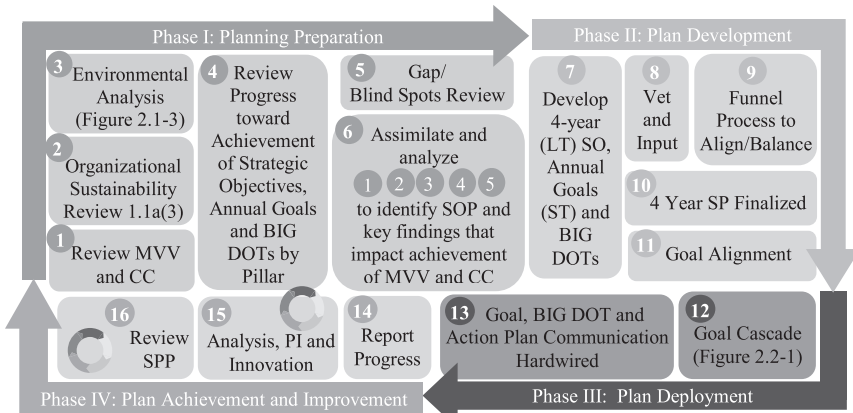 Phase I: Planning Preparation
Phase II: Plan Development
3
Environmental
Analysis
(Figure 2.1-3)
2
Organizational
Sustainability
Review 1.1a(3)
1
Review MVV
and CC
4
Review
Progress
toward
Achievement
of Strategic
Objectives,
Annual Goals
and BIG
DOTs by
Pillar
5
Gap/
Blind Spots Review
6
Assimilate and
analyze
1 2 3 4 5
to identify SOP and
key findings that
impact achievement
of MVV and CC
7
Develop
4-year
(LT) SO,
Annual
Goals
(ST) and
BIG
DOTs
8
Vet
and
Input
9
Funnel
Process to
Align/Balance
10
4 Year SP Finalized
11
Goal Alignment
16
Review
SPP
15
Analysis, PI and
Innovation
14
Report
Progress
13
Goal, BIG DOT and
Action Plan Communication
Hardwired
12
Goal Cascade
(Figure 2.2-1)
Phase IV: Plan Achievement and Improvement
Phase III: Plan Deployment